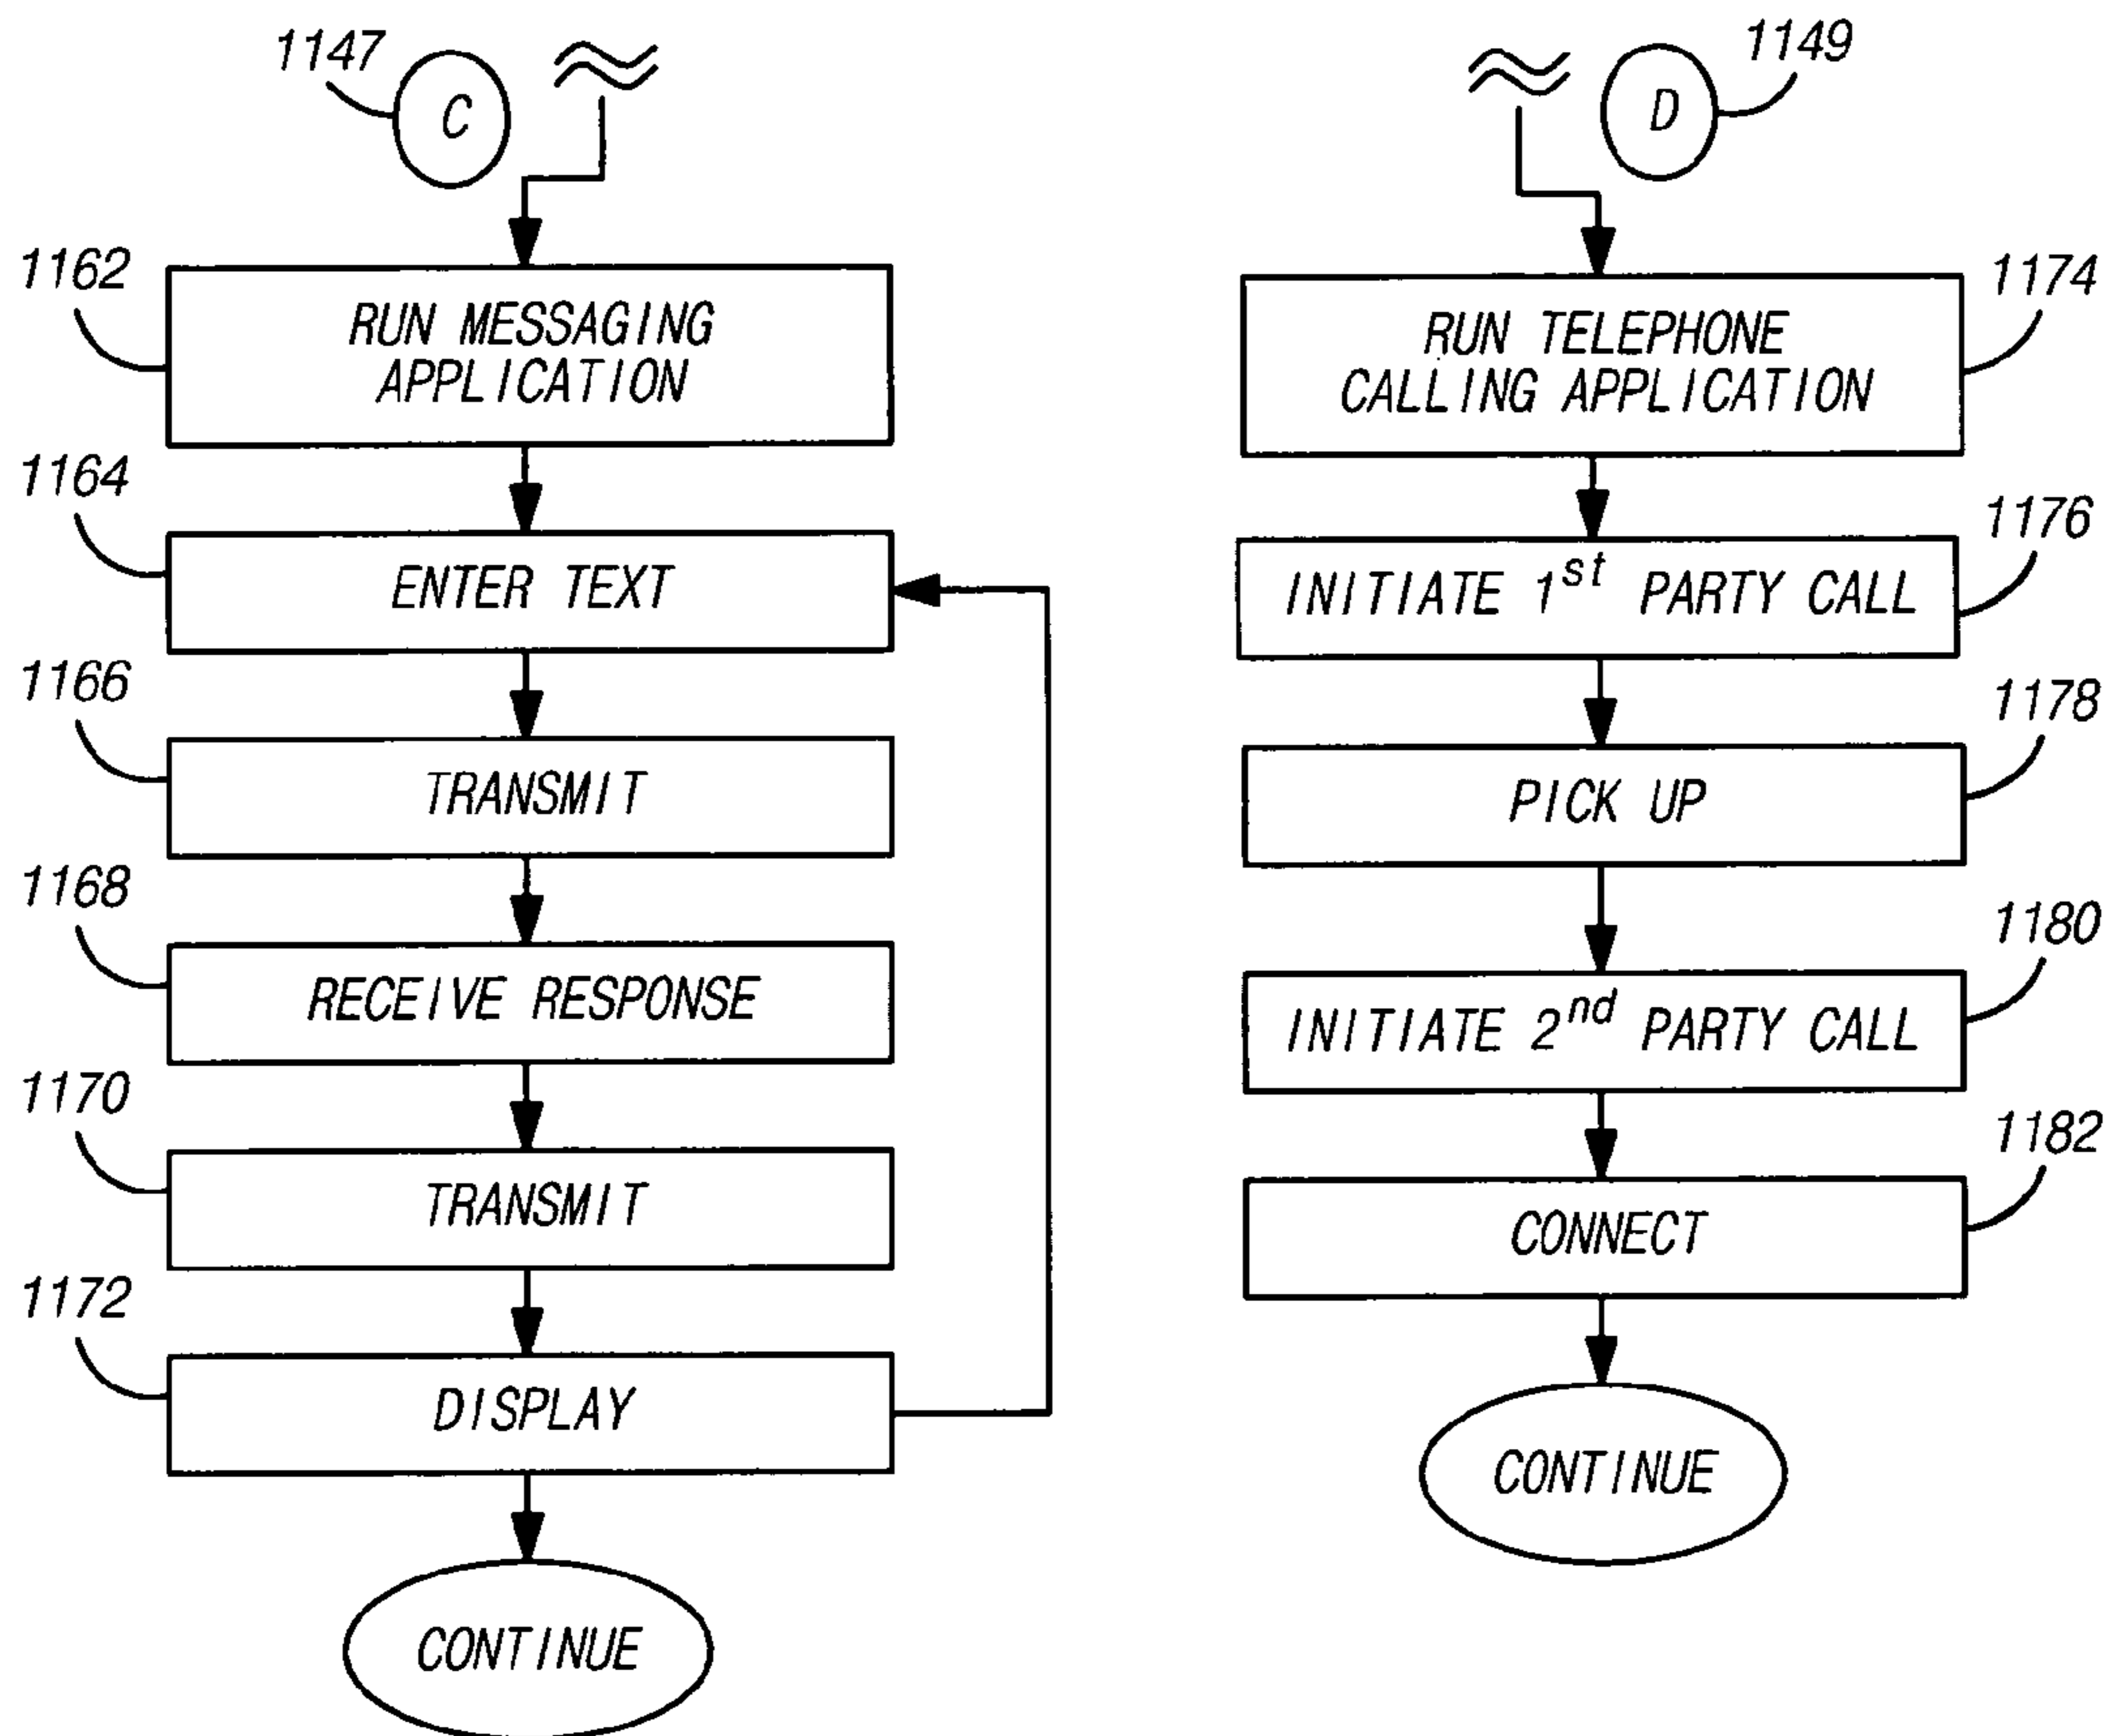 1147
C
1162
RUN MESSAGING
APPLICATION
1164
ENTER TEXT
1166
TRANSMIT
1168
RECEIVE RESPONSE
1170
TRANSMIT
1172
DISPLAY
CONTINUE
D
1149
RUN TELEPHONE
CALLING APPLICATION
1174
INITIATE 1st PARTY CALL
1176
PICK UP
1178
INITIATE 2nd PARTY CALL
1180
CONNECT
1182
CONTINUE